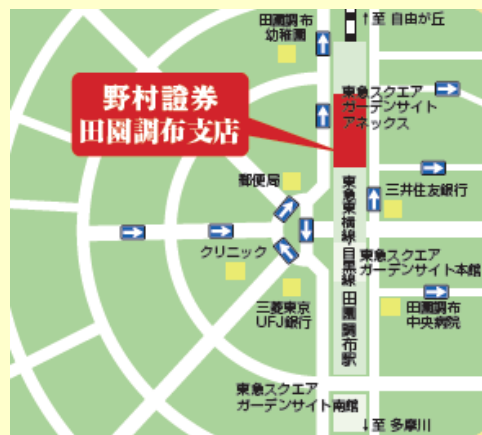 ↑至 自由が丘
田園調布
幼稚園
野村證券
田園調布支店
東急スクエア
ガーデンサイト
アネックス
郵便局
三井住友銀行
東急東横線
目黒線
田園調布駅
クリニック
東急スクエア
ガーデンサイト本館
三菱東京
UFJ銀行
田園調布
中央病院
東急スクエア
ガーデンサイト南館
↓至 多摩川